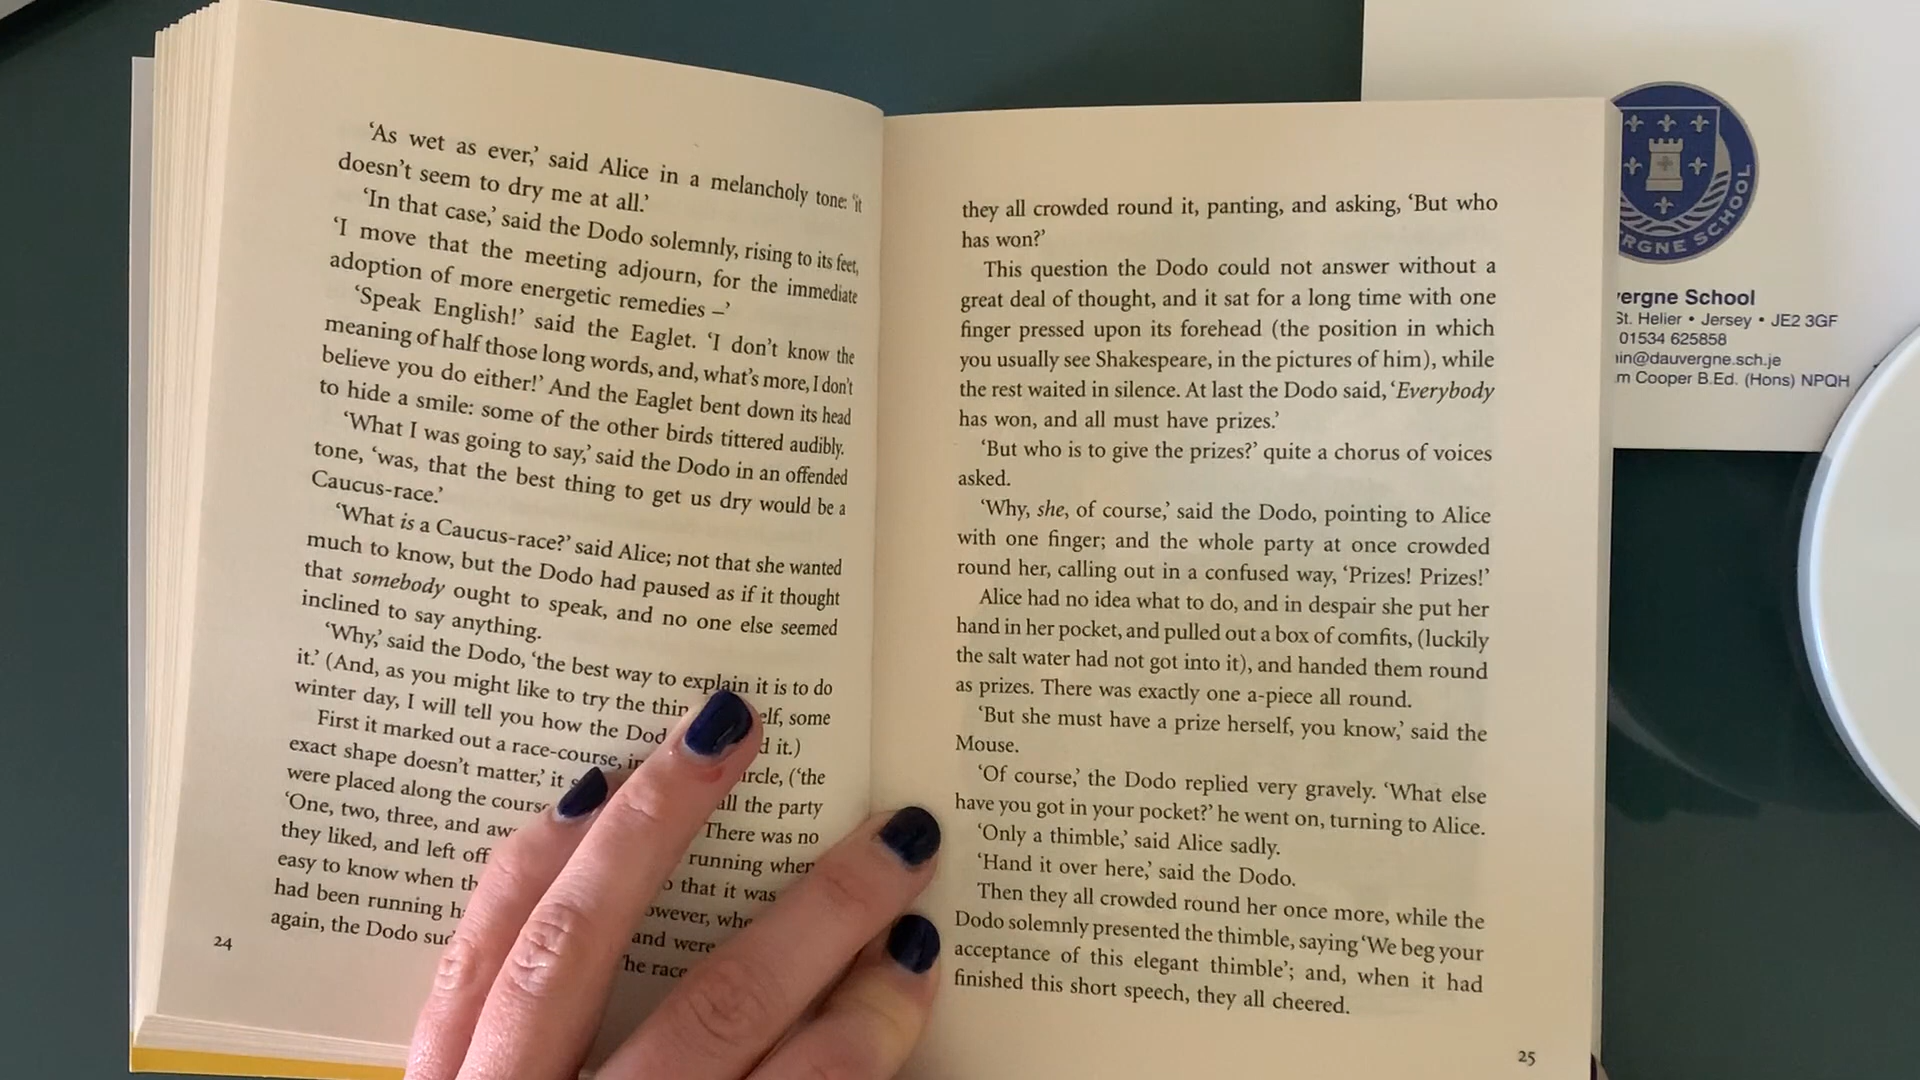 ‘As wet as ever,’ said Alice in a melancholy tone: ‘it
doesn’t seem to dry me at all.’
‘In that case,’ said the Dodo solemnly, rising to its feet,
‘I move that the meeting adjourn, for the immediate
adoption of more energetic remedies –’
‘Speak English!’ said the Eaglet. ‘I don’t know the
meaning of half those long words, and, what’s more, I don’t
believe you do either!’ And the Eaglet bent down its head
to hide a smile: some of the other birds tittered audibly.
‘What I was going to say,’ said the Dodo in an offended
tone, ‘was, that the best thing to get us dry would be a
Caucus-race.’
‘What is a Caucus-race?’ said Alice; not that she wanted
much to know, but the Dodo had paused as if it thought
that somebody ought to speak, and no one else seemed
inclined to say anything.
‘Why,’ said the Dodo, ‘the best way to explain it is to do
it.’ (And, as you might like to try the elf, some
winter day, I will tell you how the d it.)
First it marked out a race-course, ircle, (‘the
exact shape doesn’t matter,’ it all the party
were placed along the course There was no
‘One, two, three, and running when
they liked, and left off that it was
easy to know when owever,
had been running and were
again, the Dodo he race
24
they all crowded round it, panting, and asking, ‘But who
has won?’
This question the Dodo could not answer without a
great deal of thought, and it sat for a long time with one
finger pressed upon its forehead (the position in which
you usually see Shakespeare, in the pictures of him), while
the rest waited in silence. At last the Dodo said, ‘Everybody
has won, and all must have prizes.’
‘But who is to give the prizes?’ quite a chorus of voices
asked.
‘Why, she, of course,’ said the Dodo, pointing to Alice
with one finger; and the whole party at once crowded
round her, calling out in a confused way, ‘Prizes! Prizes!’
Alice had no idea what to do, and in despair she put her
hand in her pocket, and pulled out a box of comfits, (luckily
the salt water had not got into it), and handed them round
as prizes. There was exactly one a-piece all round.
‘But she must have a prize herself, you know,’ said the
Mouse.
‘Of course,’ the Dodo replied very gravely. ‘What else
have you got in your pocket?’ he went on, turning to Alice.
‘Only a thimble,’ said Alice sadly.
‘Hand it over here,’ said the Dodo.
Then they all crowded round her once more, while the
Dodo solemnly presented the thimble, saying ‘We beg your
acceptance of this elegant thimble’; and, when it had
finished this short speech, they all cheered.
25
RGNE SCHOOL
vergne School
St. Helier • Jersey • JE2 3GF
01534 625858
in@dauvergne.sch.je
m Cooper B.Ed. (Hons) NPQH